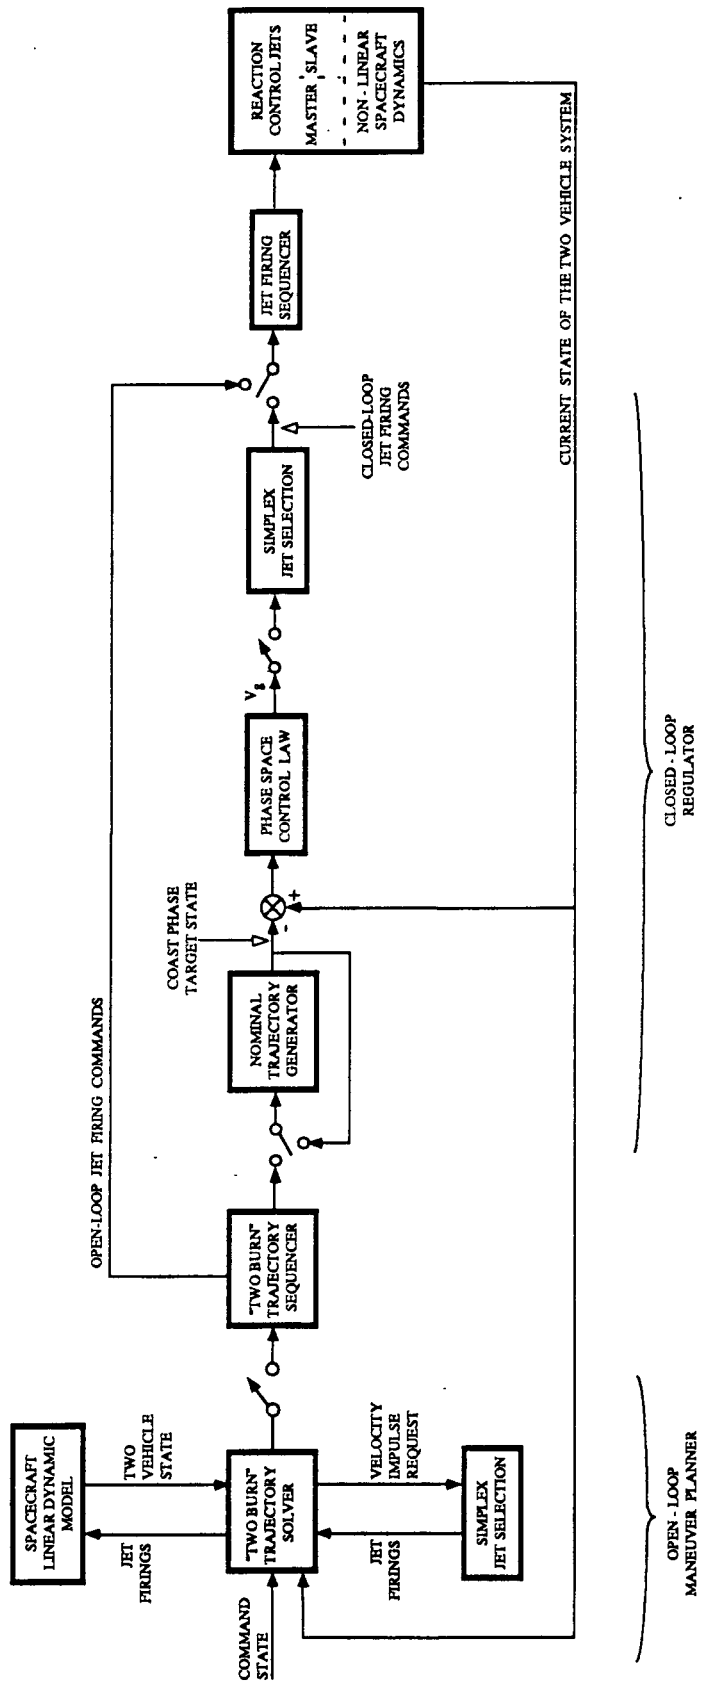 COMMAND
STATE
SPACECRAFT
LINEAR DYNAMIC
MODEL
JET
FIRINGS
TWO
VEHICLE
STATE
"TWO BURN"
TRAJECTORY
SOLVER
JET
FIRINGS
VELOCITY
IMPULSE
REQUEST
SIMPLEX
JET SELECTION
OPEN-LOOP JET FIRING COMMANDS
"TWO BURN"
TRAJECTORY
SEQUENCER
NOMINAL
TRAJECTORY
GENERATOR
COAST PHASE
TARGET STATE
-
+
PHASE SPACE
CONTROL LAW
Vg
SIMPLEX
JET SELECTION
CLOSED-LOOP
JET FIRING
COMMANDS
JET FIRING
SEQUENCER
REACTION
CONTROL JETS
MASTER ¦ SLAVE
NON - LINEAR
SPACECRAFT
DYNAMICS
CURRENT STATE OF THE TWO VEHICLE SYSTEM
OPEN - LOOP
MANEUVER PLANNER
CLOSED - LOOP
REGULATOR